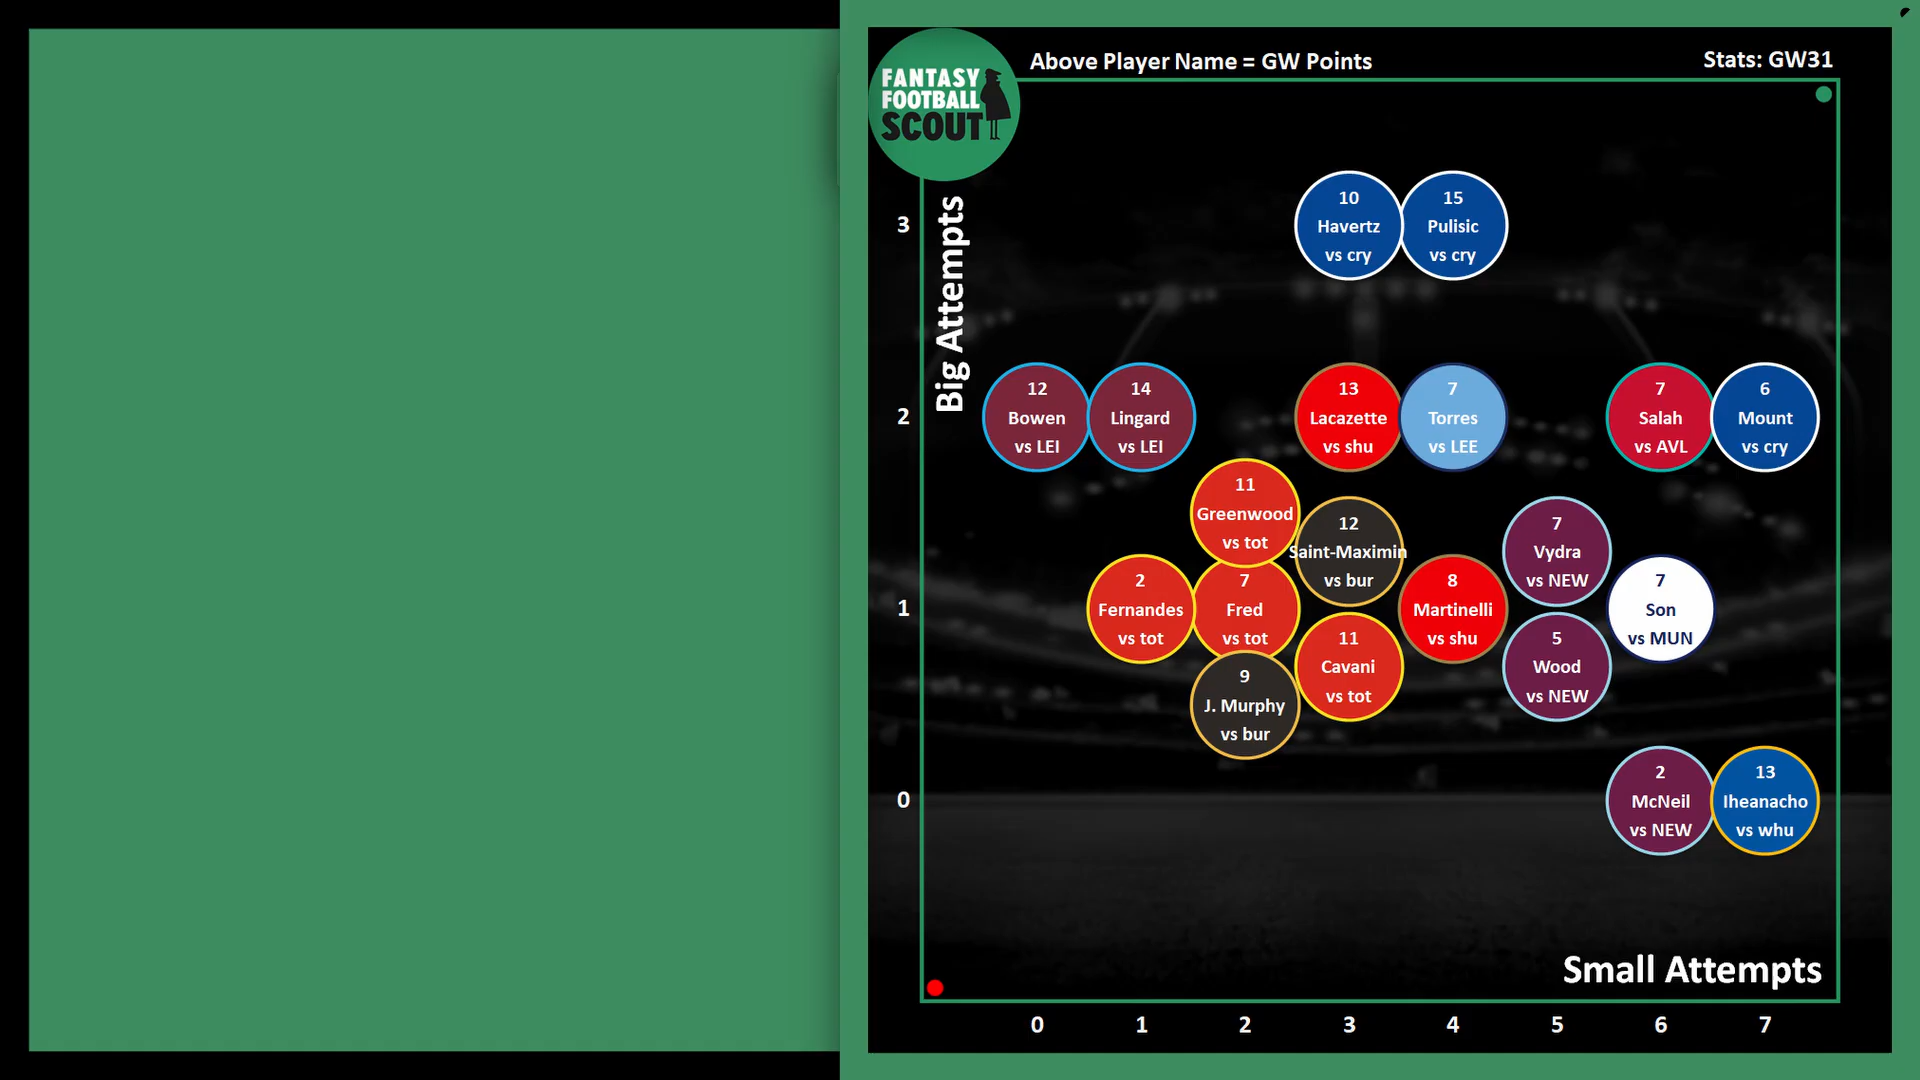 FANTASY
FOOTBALL
SCOUT
Above Player Name = GW Points
Stats: GW31
Big Attempts
3
10
Havertz
vs cry
15
Pulisic
vs cry
2
12
Bowen
vs LEI
14
Lingard
vs LEI
13
Lacazette
vs shu
7
Torres
vs LEE
7
Salah
vs AVL
6
Mount
vs cry
11
Greenwood
vs tot
12
Saint-Maximin
vs bur
7
Vydra
vs NEW
1
2
Fernandes
vs tot
7
Fred
vs tot
8
Martinelli
vs shu
7
Son
vs MUN
11
Cavani
vs tot
5
Wood
vs NEW
9
J. Murphy
vs bur
0
2
McNeil
vs NEW
13
Iheanacho
vs whu
Small Attempts
0 1 2 3 4 5 6 7